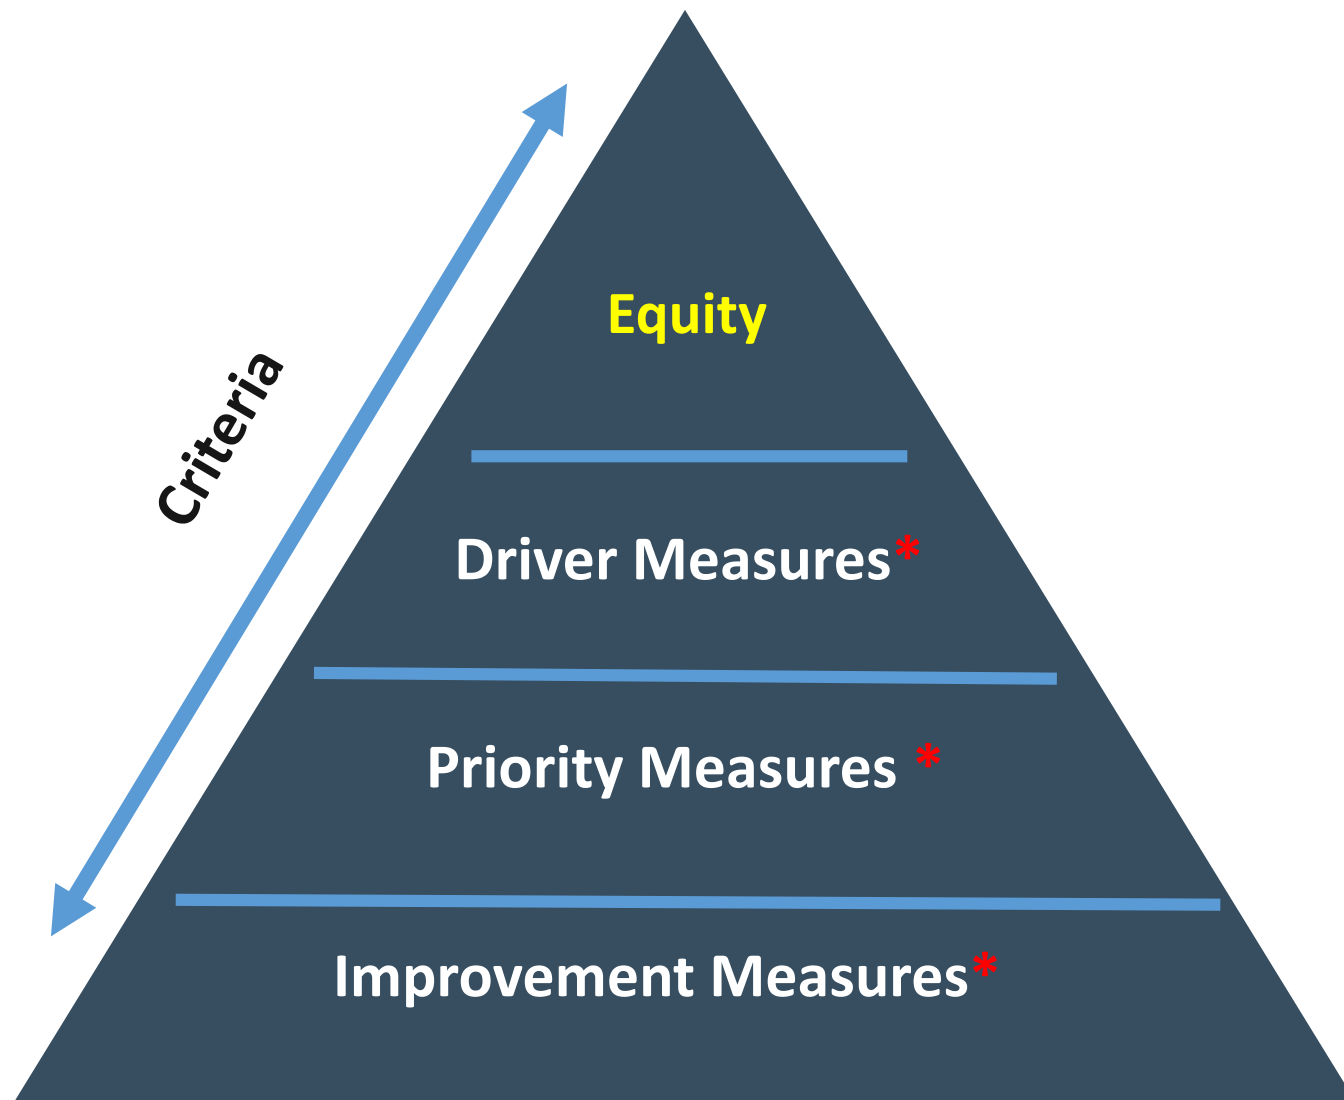 Criteria
Equity
Driver Measures*
Priority Measures *
Improvement Measures*